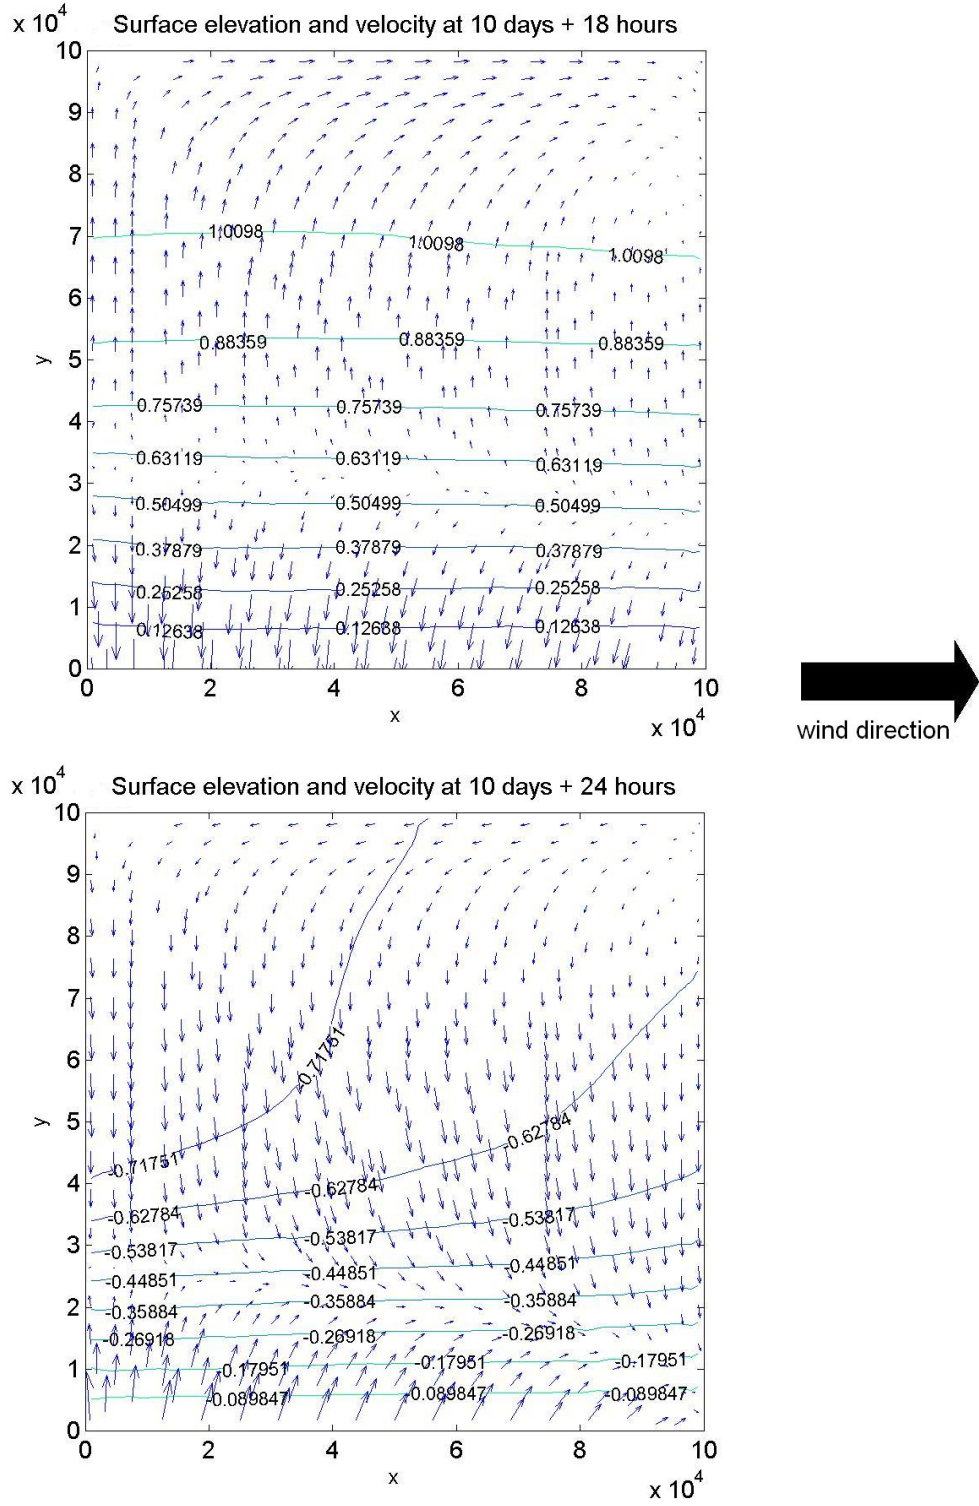 x 10^4
Surface elevation and velocity at 10 days + 18 hours
10
9
8
7
6
5
4
3
2
1
0
y
1.0098 1.0098 1.0098
0.88359 0.88359 0.88359
0.75739 0.75739 0.75739
0.63119 0.63119 0.63119
0.50499 0.50499 0.50499
0.37879 0.37879 0.37879
0.25258 0.25258 0.25258
0.12638 0.12638 0.12638
0 2 4 6 8 10
x
x 10^4
wind direction
x 10^4
Surface elevation and velocity at 10 days + 24 hours
10
9
8
7
6
5
4
3
2
1
0
y
-0.71751 -0.71751
-0.62784 -0.62784 -0.62784
-0.53817 -0.53817 -0.53817
-0.44851 -0.44851 -0.44851
-0.35884 -0.35884 -0.35884
-0.26918 -0.26918 -0.26918
-0.17951 -0.17951 -0.17951
-0.089847 -0.089847 -0.089847
0 2 4 6 8 10
x
x 10^4